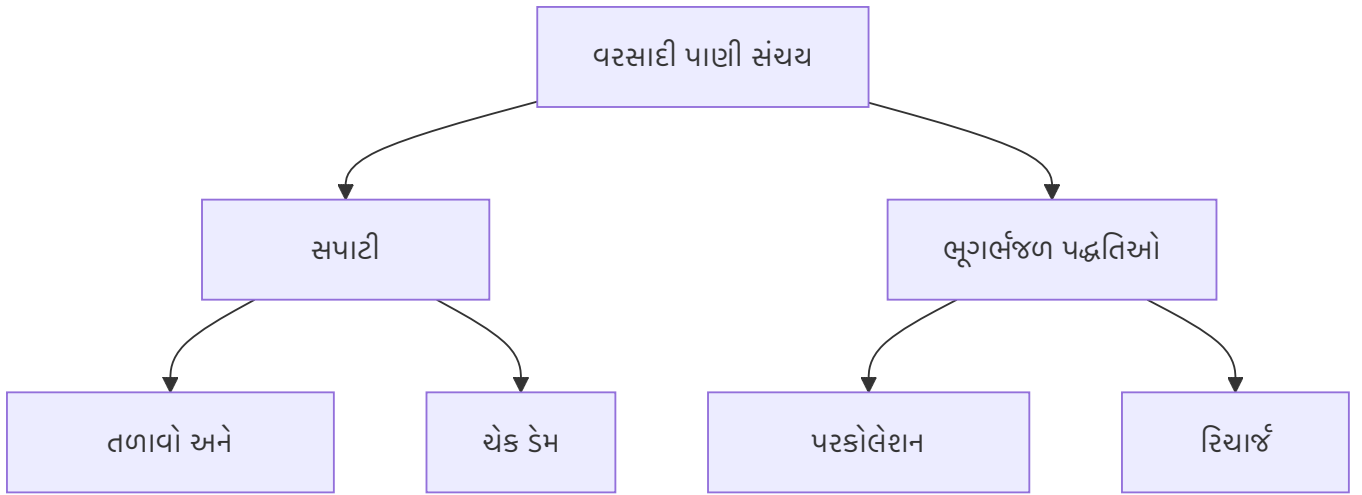 વરસાદી પાણી સંચય
સપાટી
ભૂગર્ભજળ પદ્ધતિઓ
તળાવો અને
ચેક ડેમ
પરકોલેશન
રિચાર્જ